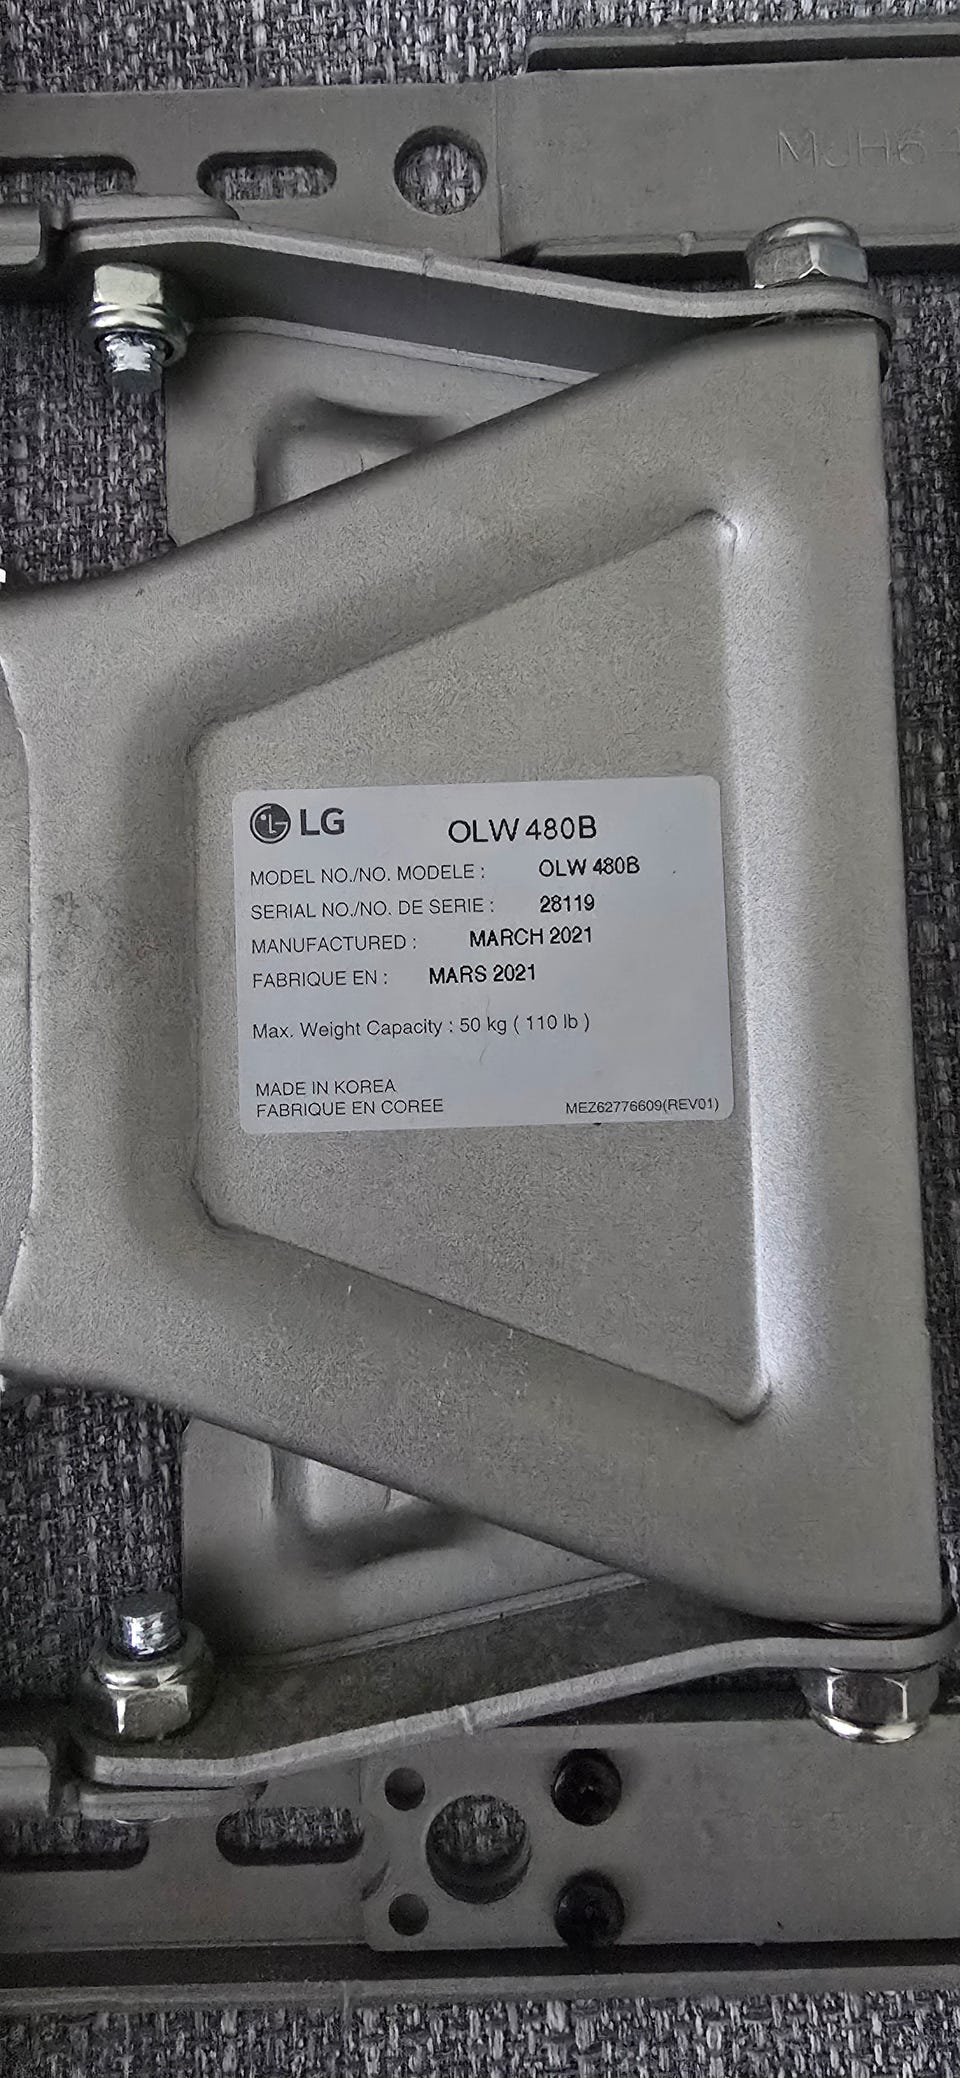 MJH6
LG OLW 480B
MODEL NO./NO. MODELE : OLW 480B
SERIAL NO./NO. DE SERIE : 28119
MANUFACTURED : MARCH 2021
FABRIQUE EN : MARS 2021
Max. Weight Capacity : 50 kg ( 110 lb )
MADE IN KOREA
FABRIQUE EN COREE MEZ62776609(REV01)